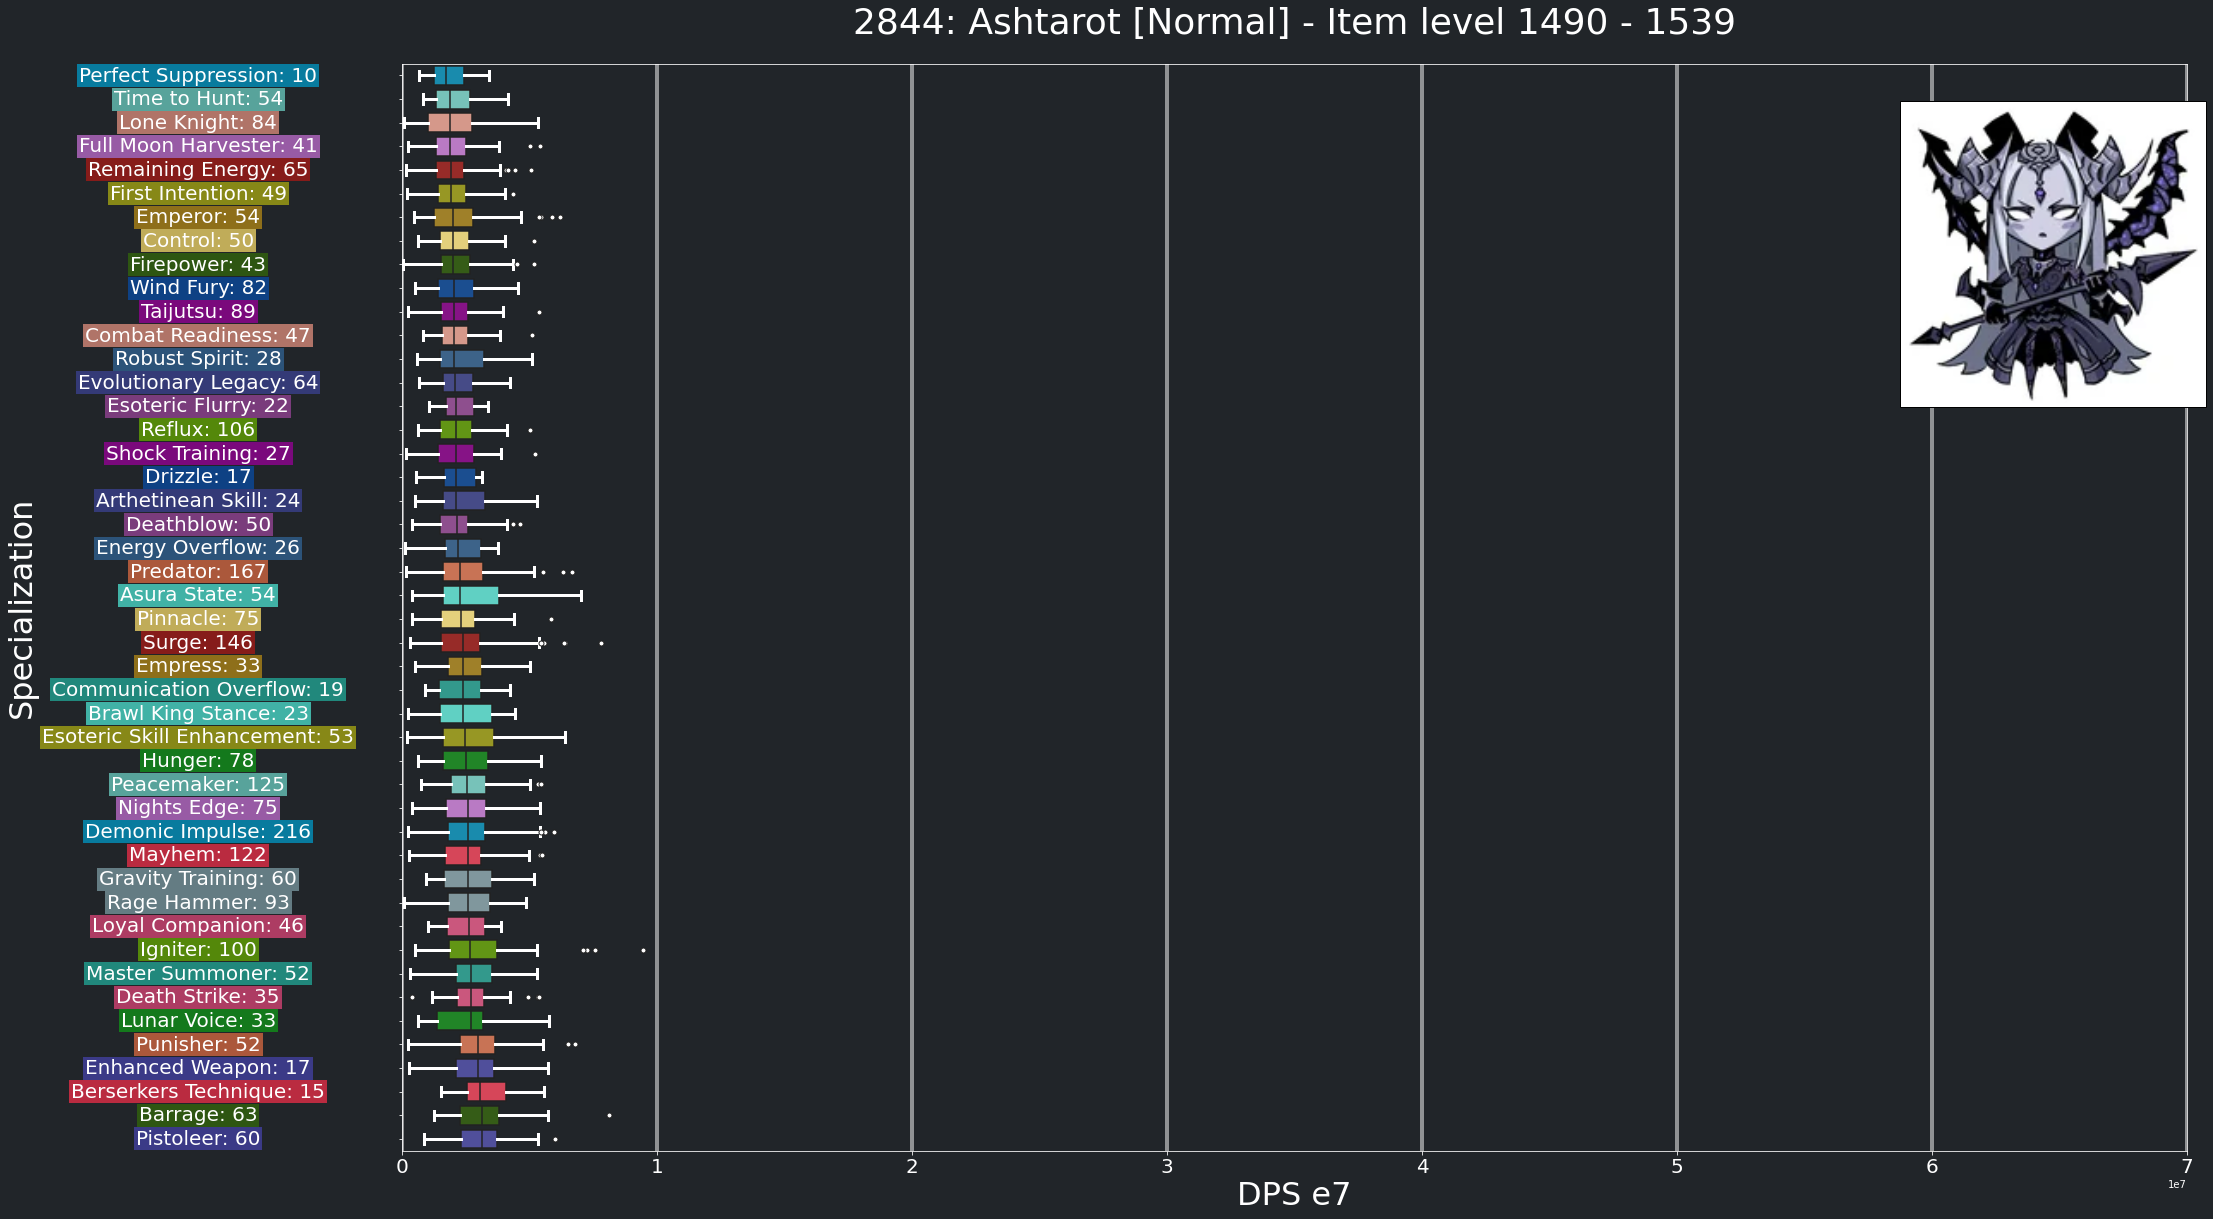 2844: Ashtarot [Normal] - Item level 1490 - 1539
Perfect Suppression: 10
Time to Hunt: 54
Lone Knight: 84
Full Moon Harvester: 41
Remaining Energy: 65
First Intention: 49
Emperor: 54
Control: 50
Firepower: 43
Wind Fury: 82
Taijutsu: 89
Combat Readiness: 47
Robust Spirit: 28
Evolutionary Legacy: 64
Esoteric Flurry: 22
Reflux: 106
Shock Training: 27
Drizzle: 17
Arthetinean Skill: 24
Deathblow: 50
Energy Overflow: 26
Predator: 167
Asura State: 54
Pinnacle: 75
Surge: 146
Empress: 33
Communication Overflow: 19
Brawl King Stance: 23
Esoteric Skill Enhancement: 53
Hunger: 78
Peacemaker: 125
Nights Edge: 75
Demonic Impulse: 216
Mayhem: 122
Gravity Training: 60
Rage Hammer: 93
Loyal Companion: 46
Igniter: 100
Master Summoner: 52
Death Strike: 35
Lunar Voice: 33
Punisher: 52
Enhanced Weapon: 17
Berserkers Technique: 15
Barrage: 63
Pistoleer: 60
Specialization
0 1 2 3 4 5 6 7
1e7
DPS e7